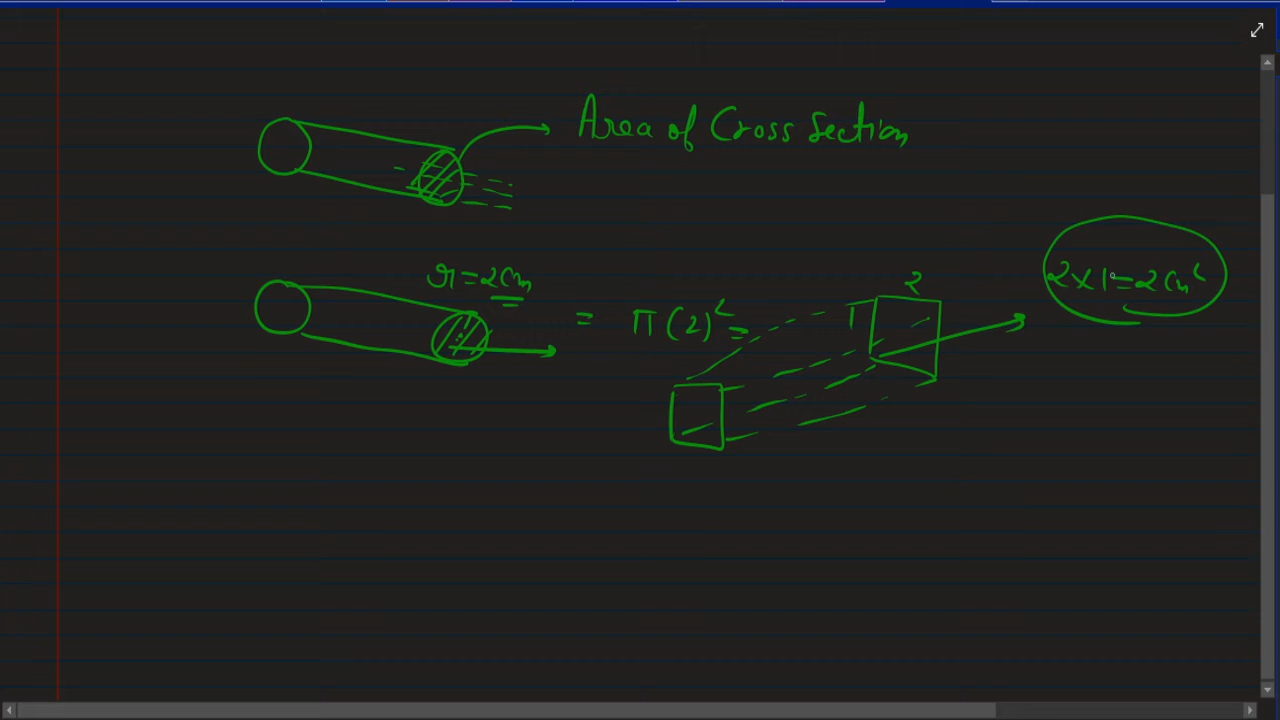 Area of Cross Section
r=2cm
= π(2)² =
2
1
2×1=2cm²